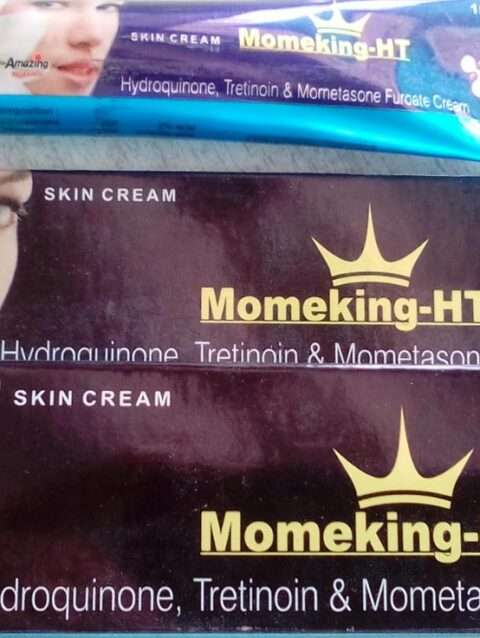 SKIN CREAM Momeking-HT
Amazing
Hydroquinone, Tretinoin & Mometasone Furoate Cream
SKIN CREAM
Momeking-HT
Hydroquinone, Tretinoin & Mometason
SKIN CREAM
Momeking-
droquinone, Tretinoin & Mometa